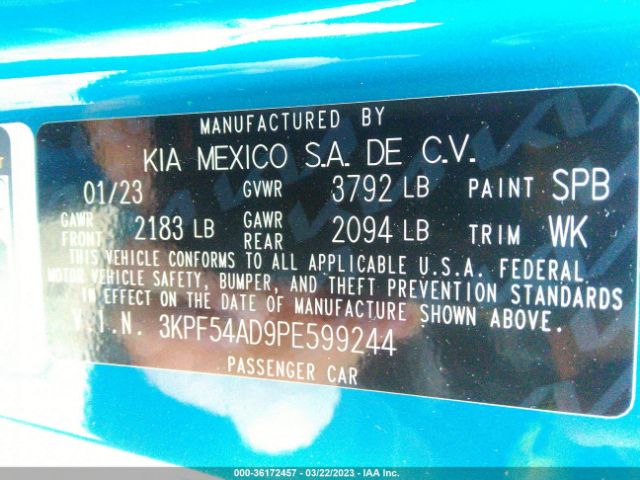 MANUFACTURED BY
KIA MEXICO S.A. DE C.V.
01/23 GVWR 3792 LB PAINT SPB
GAWR FRONT 2183 LB GAWR REAR 2094 LB TRIM WK
THIS VEHICLE CONFORMS TO ALL APPLICABLE U.S.A. FEDERAL
MOTOR VEHICLE SAFETY, BUMPER, AND THEFT PREVENTION STANDARDS
IN EFFECT ON THE DATE OF MANUFACTURE SHOWN ABOVE.
V.I.N. 3KPF54AD9PE599244
PASSENGER CAR
000-36172457 - 03/22/2023 - IAA Inc.